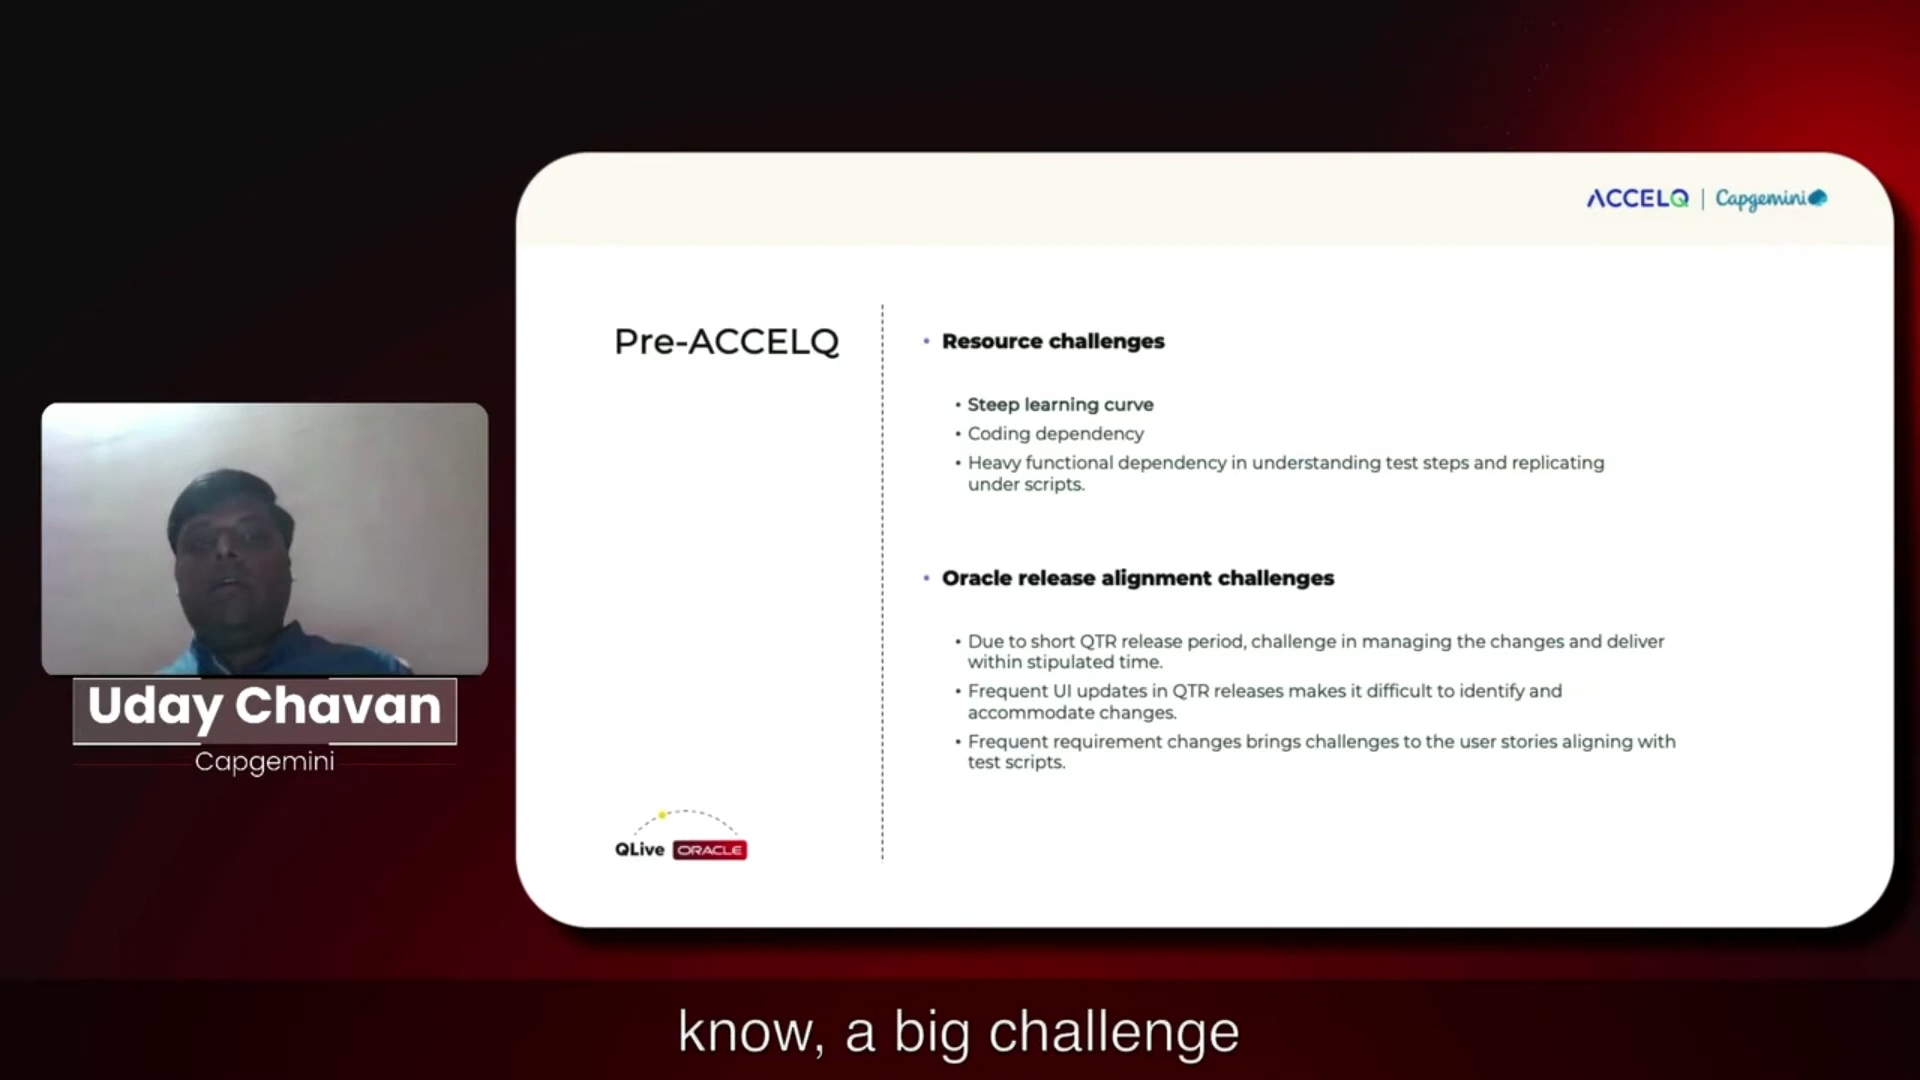 ACCELQ | Capgemini
Pre-ACCELQ
• Resource challenges
• Steep learning curve
• Coding dependency
• Heavy functional dependency in understanding test steps and replicating
under scripts.
• Oracle release alignment challenges
• Due to short QTR release period, challenge in managing the changes and deliver
within stipulated time.
• Frequent UI updates in QTR releases makes it difficult to identify and
accommodate changes.
• Frequent requirement changes brings challenges to the user stories aligning with
test scripts.
QLive ORACLE
Uday Chavan
Capgemini
know, a big challenge